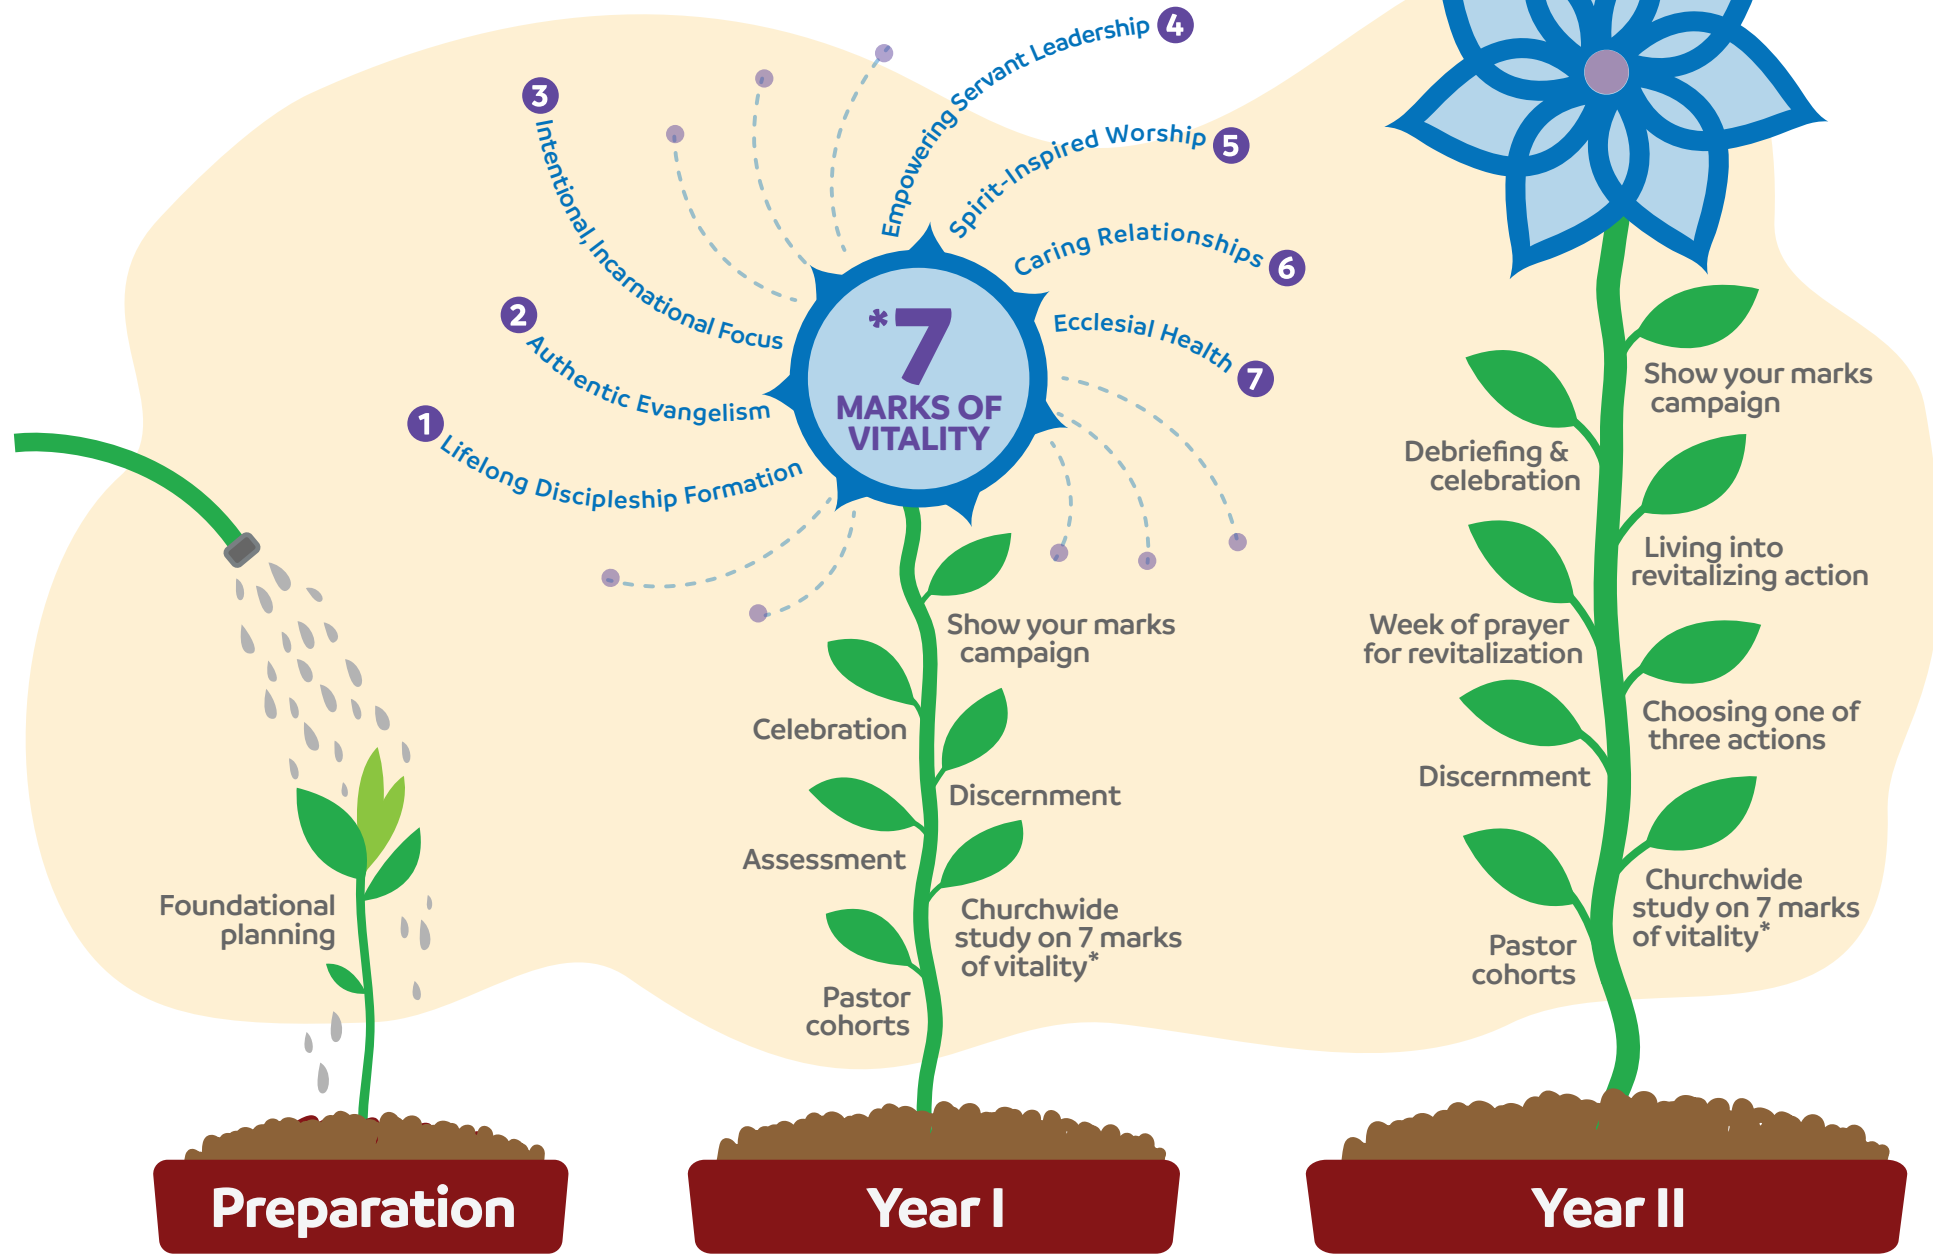 1 Lifelong Discipleship Formation
2 Authentic Evangelism
3 Intentional, Incarnational Focus
Empowering Servant Leadership 4
Spirit-Inspired Worship 5
Caring Relationships 6
Ecclesial Health 7
*7
MARKS OF
VITALITY
Foundational
planning
Preparation
Show your marks
campaign
Celebration
Discernment
Assessment
Churchwide
study on 7 marks
of vitality*
Pastor
cohorts
Year I
Show your marks
campaign
Debriefing &
celebration
Living into
revitalizing action
Week of prayer
for revitalization
Choosing one of
three actions
Discernment
Churchwide
study on 7 marks
of vitality*
Pastor
cohorts
Year II